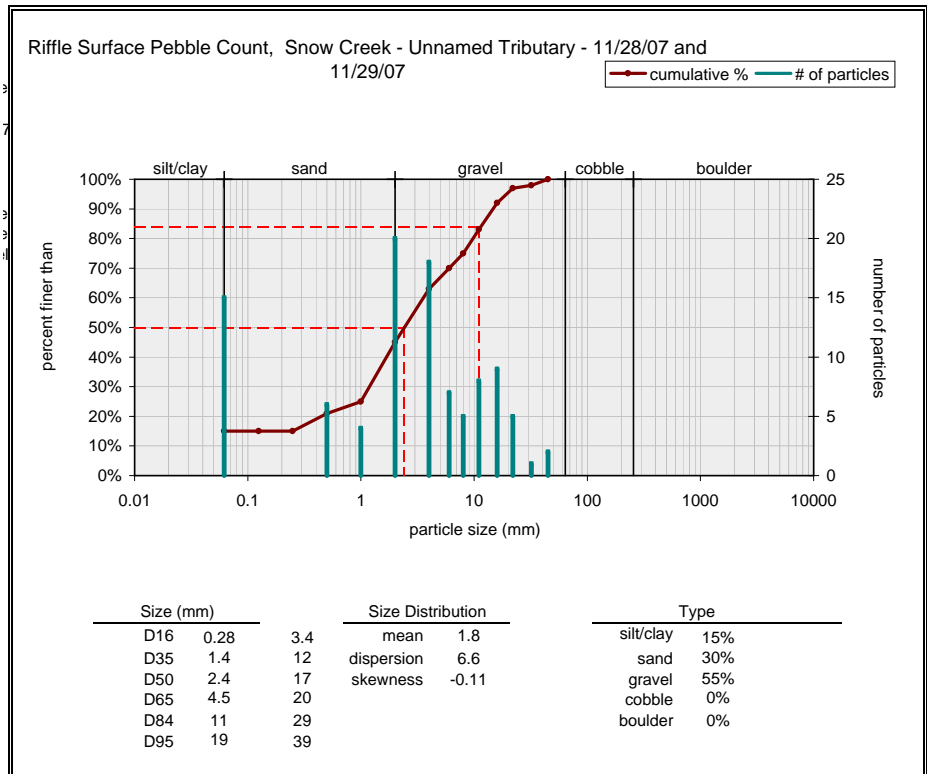 Riffle Surface Pebble Count,  Snow Creek - Unnamed Tributary - 11/28/07 and
11/29/07
cumulative %  # of particles
silt/clay  sand  gravel  cobble  boulder
100%  25
90%
80%  20
70%
60%  15
50%
40%  10
30%
20%  5
10%
0%  0
percent finer than
number of particles
0.01  0.1  1  10  100  1000  10000
particle size (mm)
Size (mm)  Size Distribution  Type
D16  0.28  3.4  mean  1.8  silt/clay  15%
D35  1.4  12  dispersion  6.6  sand  30%
D50  2.4  17  skewness  -0.11  gravel  55%
D65  4.5  20  cobble  0%
D84  11  29  boulder  0%
D95  19  39